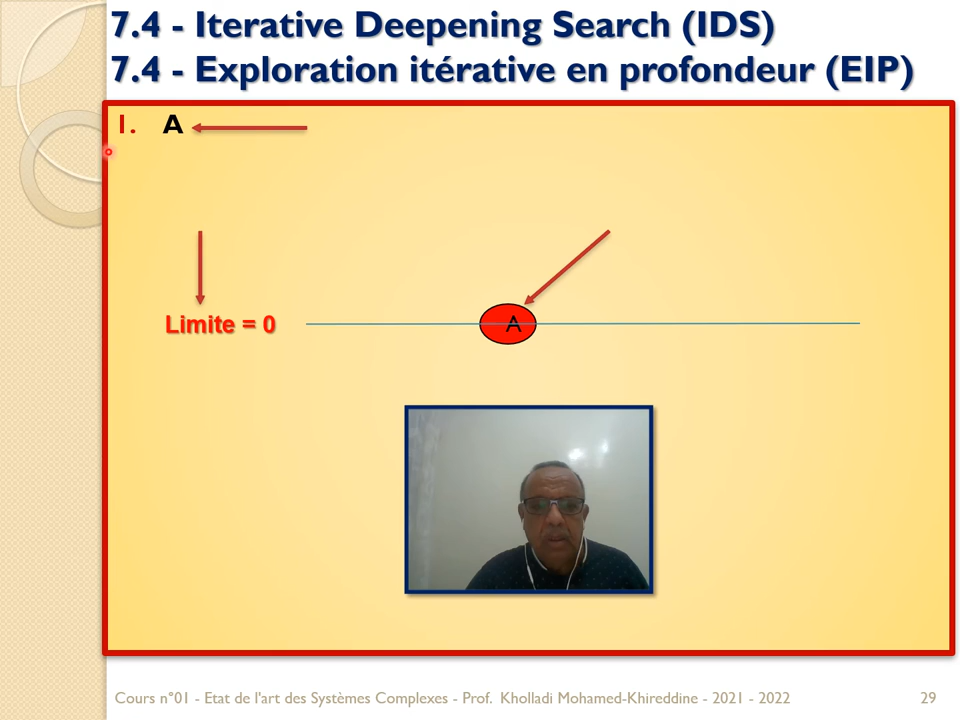 7.4 - Iterative Deepening Search (IDS)
7.4 - Exploration itérative en profondeur (EIP)
1. A
Limite = 0
A
Cours n°01 - Etat de l'art des Systèmes Complexes - Prof. Kholladi Mohamed-Khireddine - 2021 - 2022
29